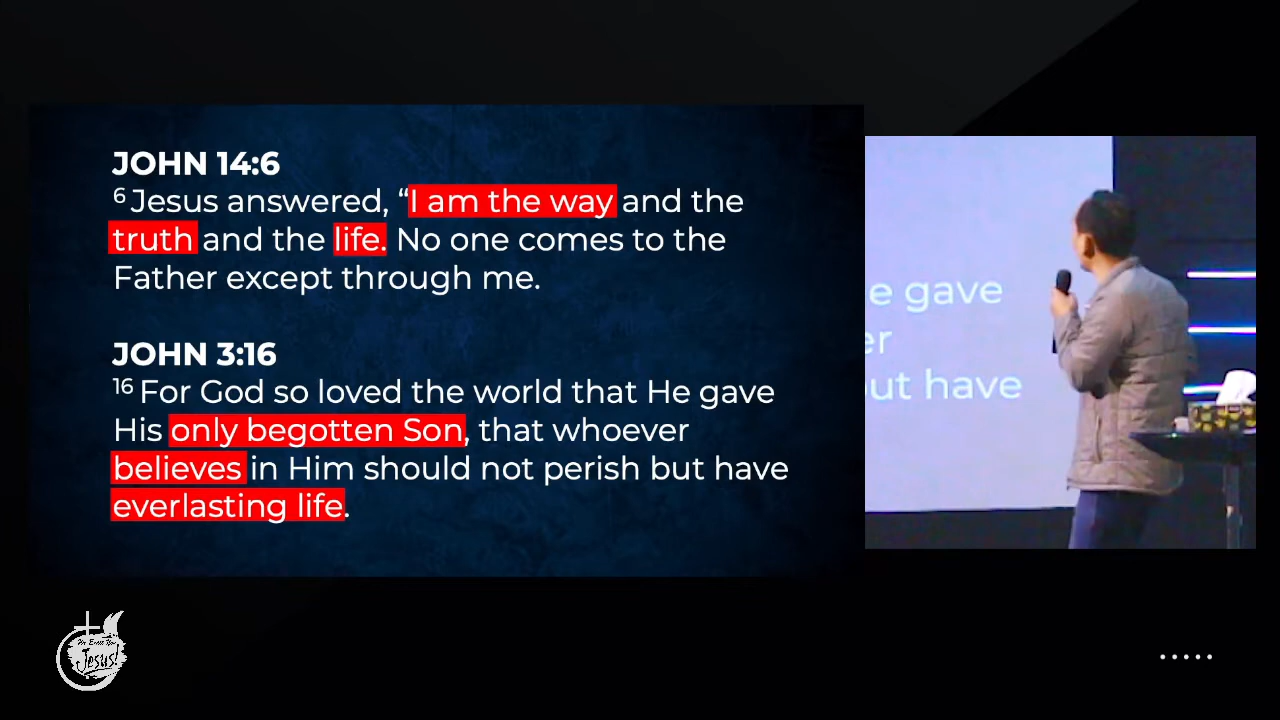 JOHN 14:6
6 Jesus answered, “I am the way and the
truth and the life. No one comes to the
Father except through me.
JOHN 3:16
16 For God so loved the world that He gave
His only begotten Son, that whoever
believes in Him should not perish but have
everlasting life.
e gave
er
out have
Jesus!